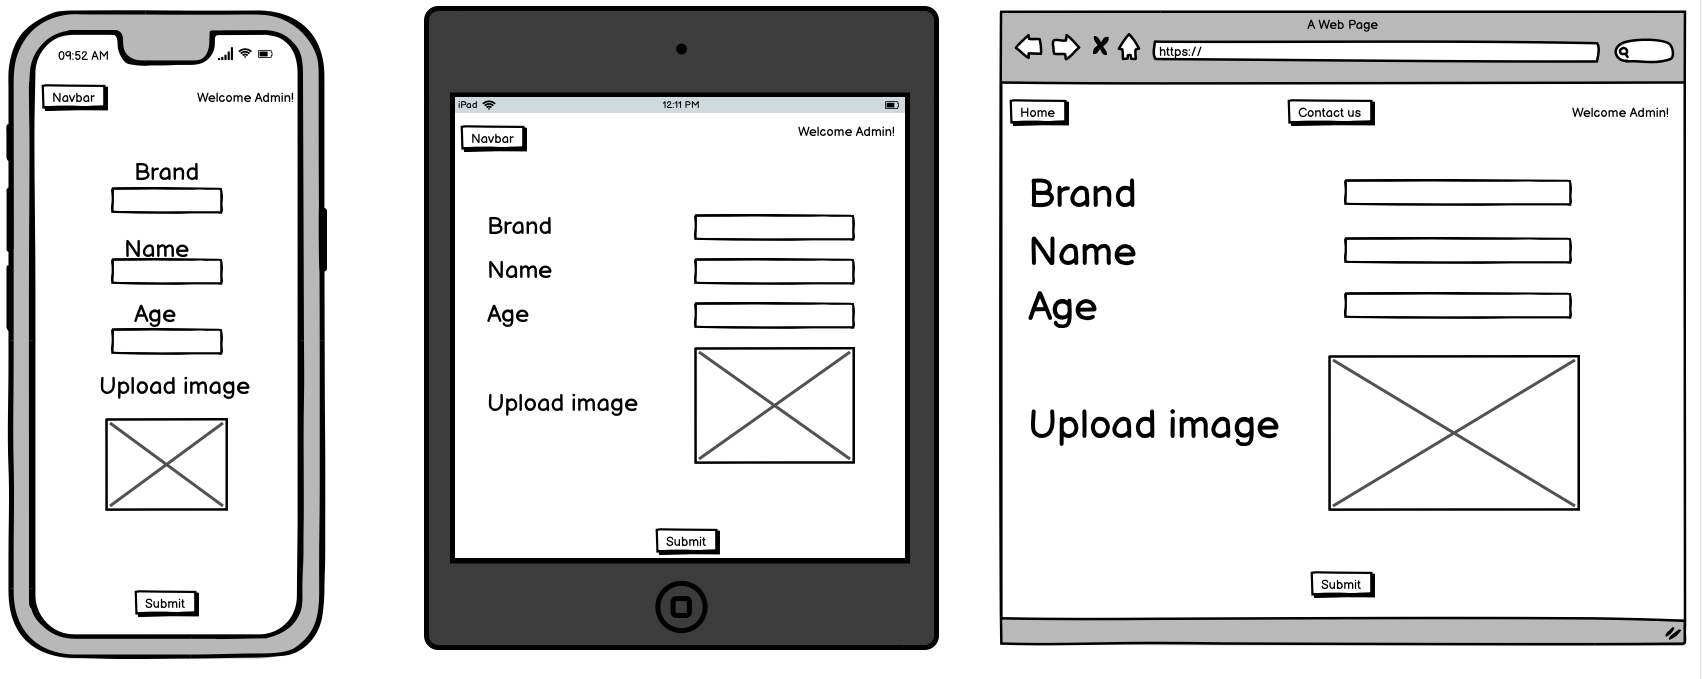 09:52 AM
Navbar
Welcome Admin!
Brand
Name
Age
Upload image
Submit
iPad
12:11 PM
Navbar
Welcome Admin!
Brand
Name
Age
Upload image
Submit
A Web Page
https://
Home
Contact us
Welcome Admin!
Brand
Name
Age
Upload image
Submit